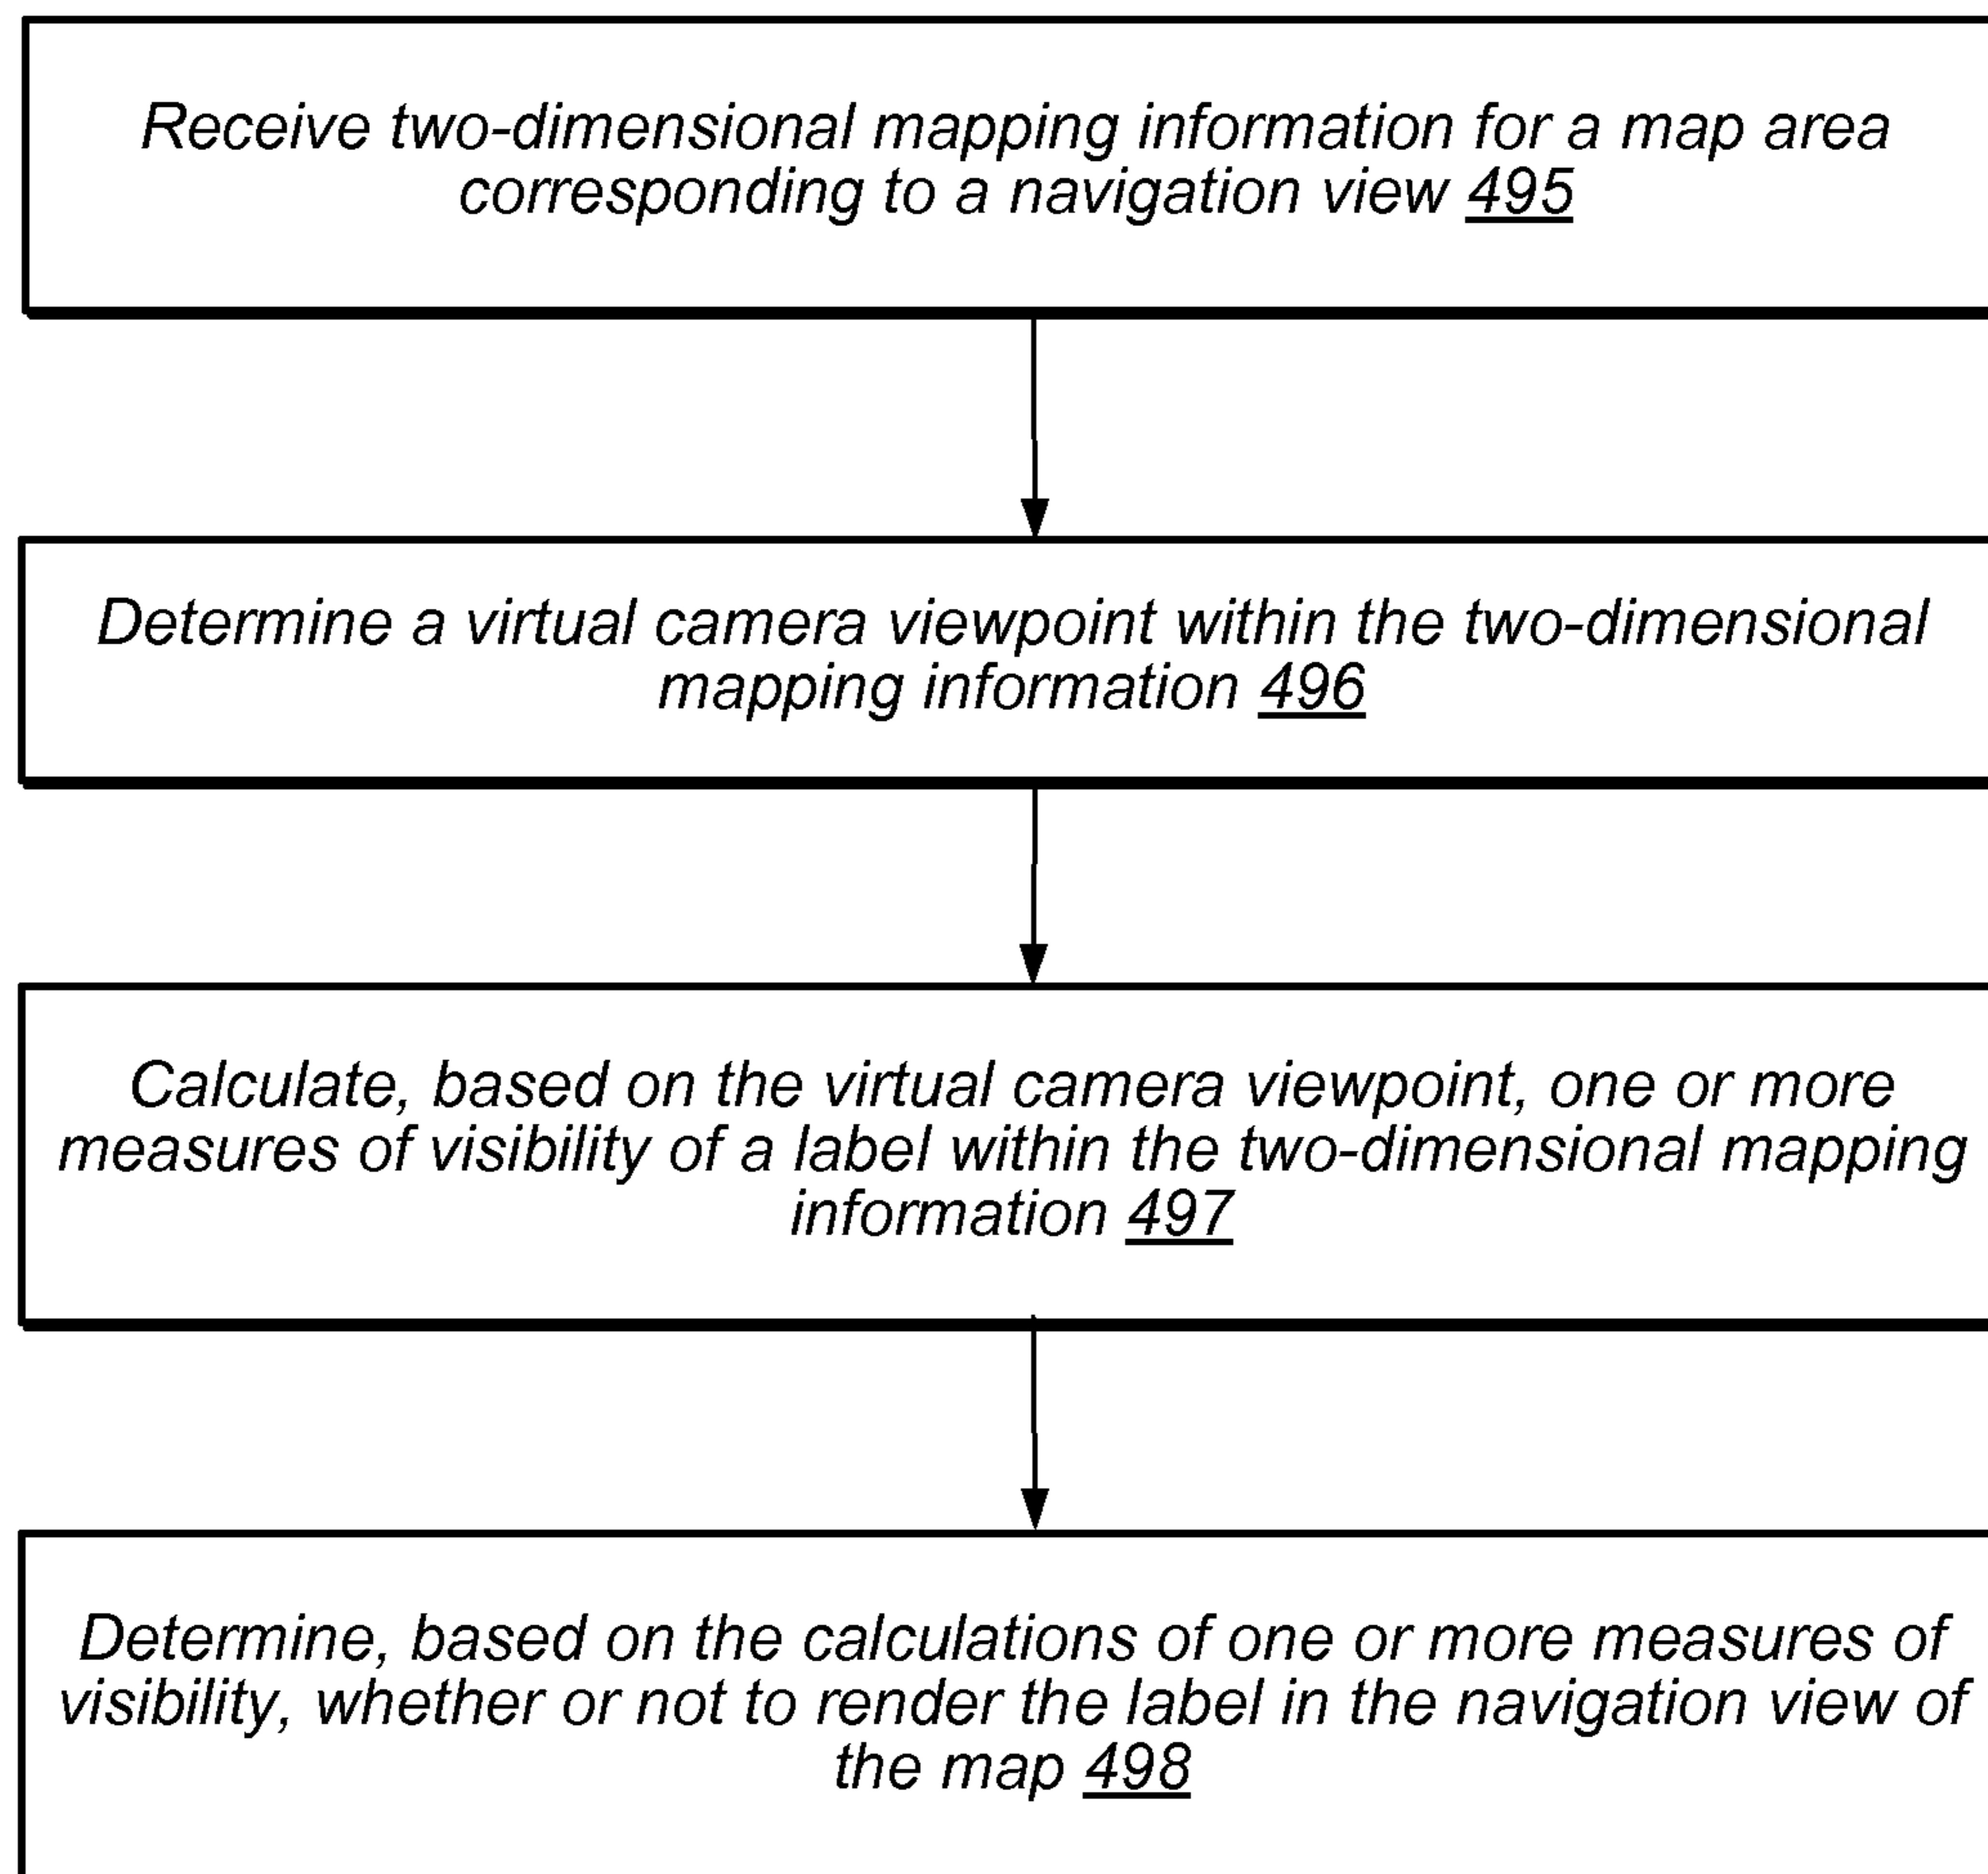 Receive two-dimensional mapping information for a map area
corresponding to a navigation view 495
Determine a virtual camera viewpoint within the two-dimensional
mapping information 496
Calculate, based on the virtual camera viewpoint, one or more
measures of visibility of a label within the two-dimensional mapping
information 497
Determine, based on the calculations of one or more measures of
visibility, whether or not to render the label in the navigation view of
the map 498